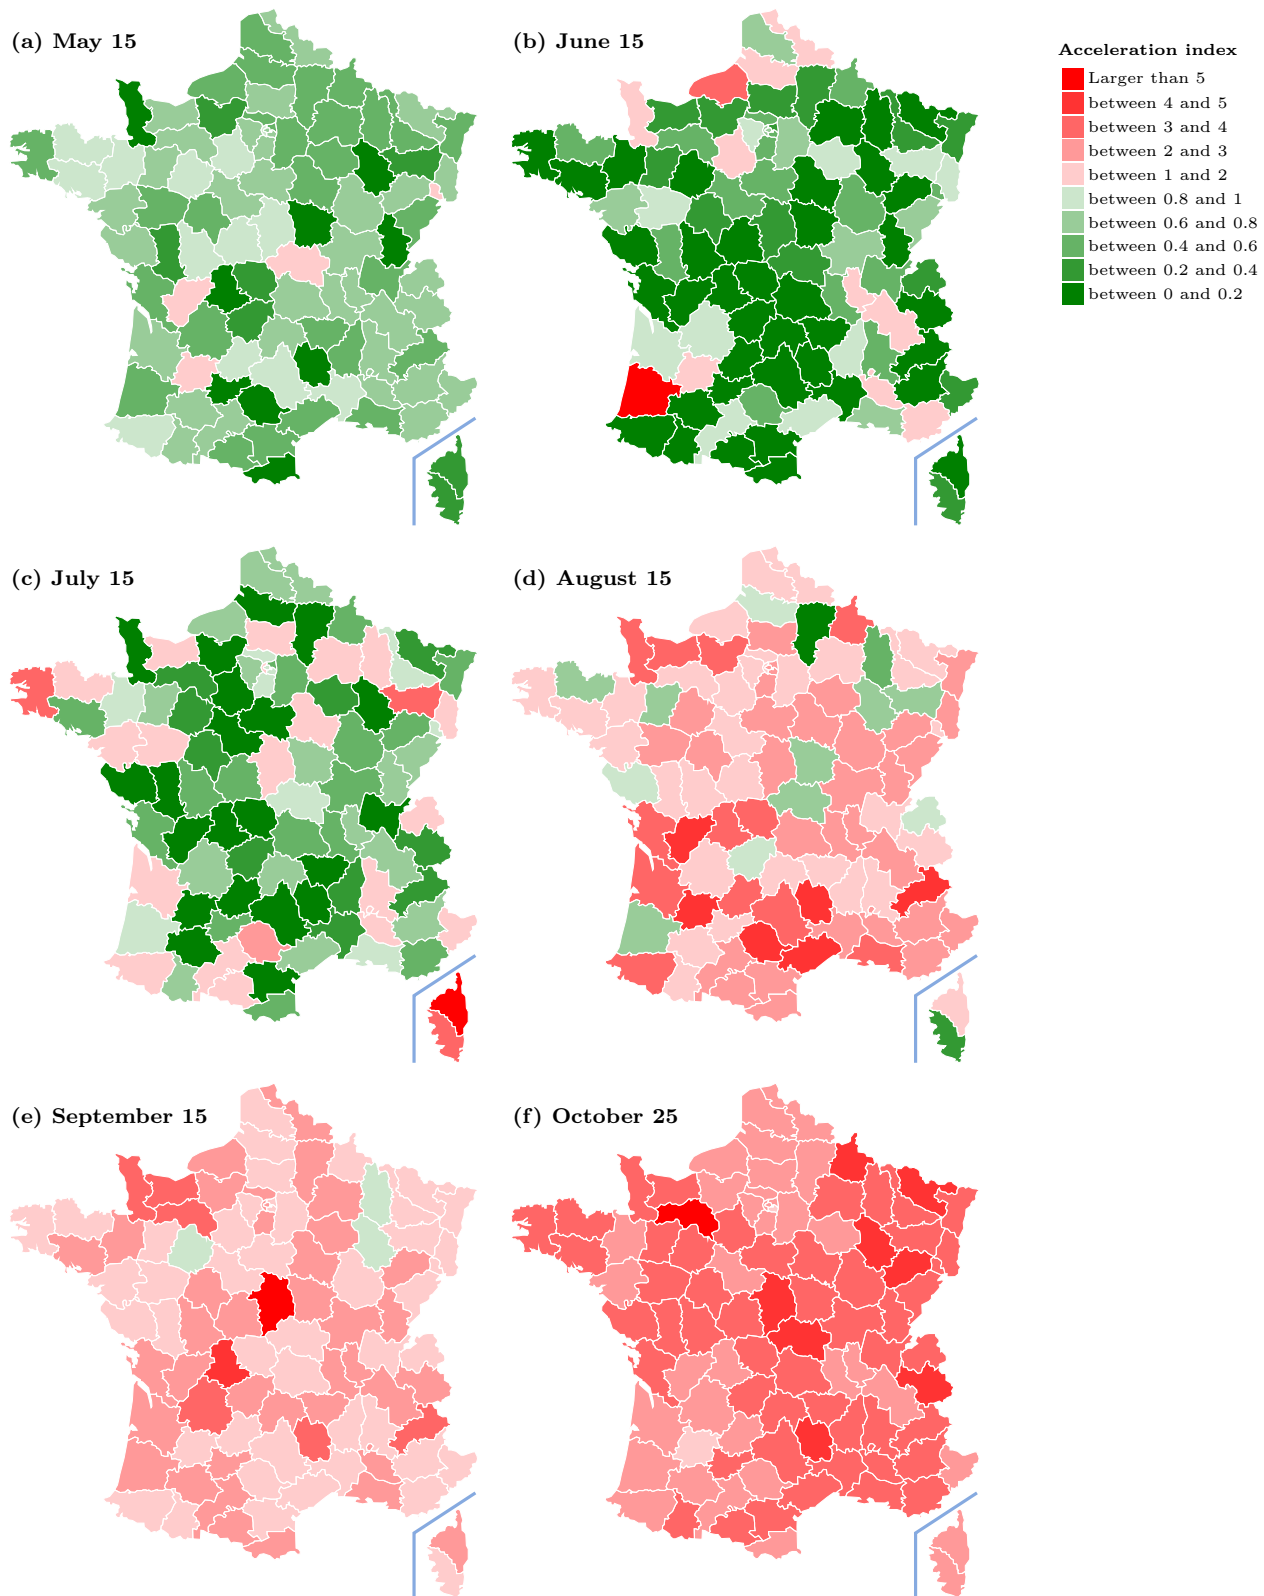 (a) May 15
(b) June 15
Acceleration index
Larger than 5
between 4 and 5
between 3 and 4
between 2 and 3
between 1 and 2
between 0.8 and 1
between 0.6 and 0.8
between 0.4 and 0.6
between 0.2 and 0.4
between 0 and 0.2
(c) July 15
(d) August 15
(e) September 15
(f) October 25